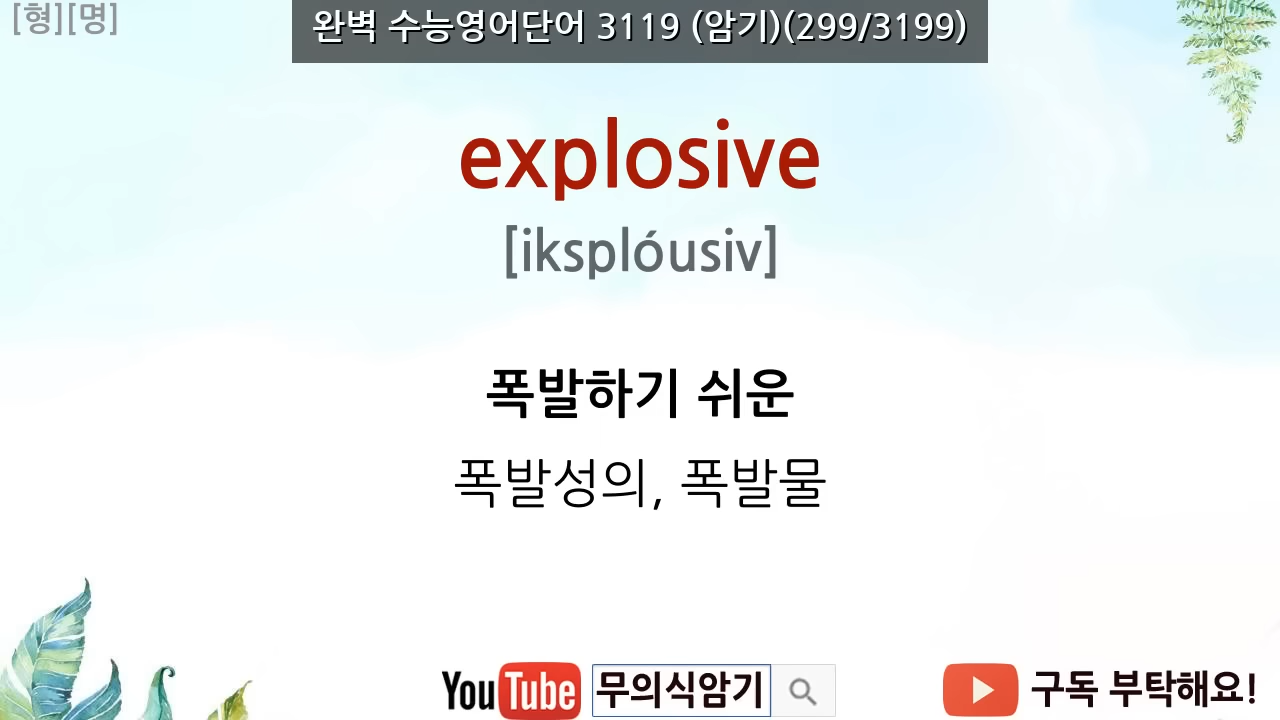 [형][명]
완벽 수능영어단어 3119 (암기)(299/3199)
explosive
[iksplóusiv]
폭발하기 쉬운
폭발성의, 폭발물
YouTube 무의식암기
구독 부탁해요!